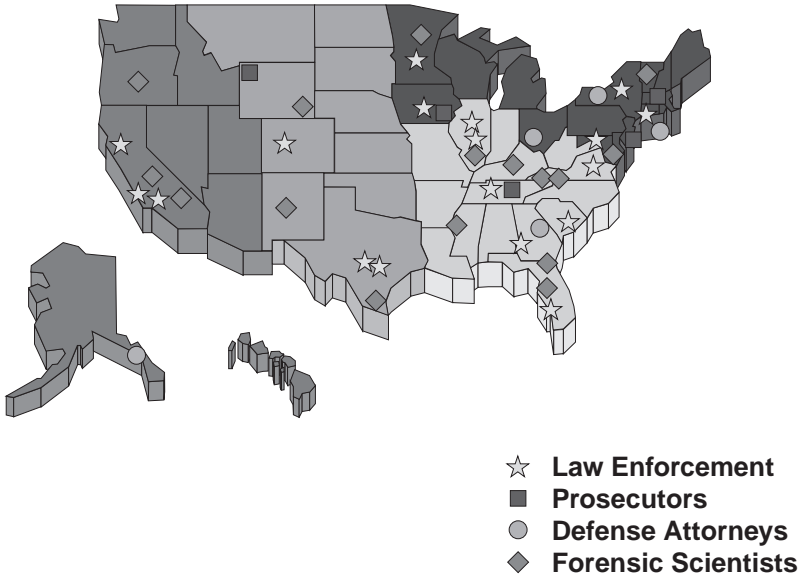 Law Enforcement
Prosecutors
Defense Attorneys
Forensic Scientists